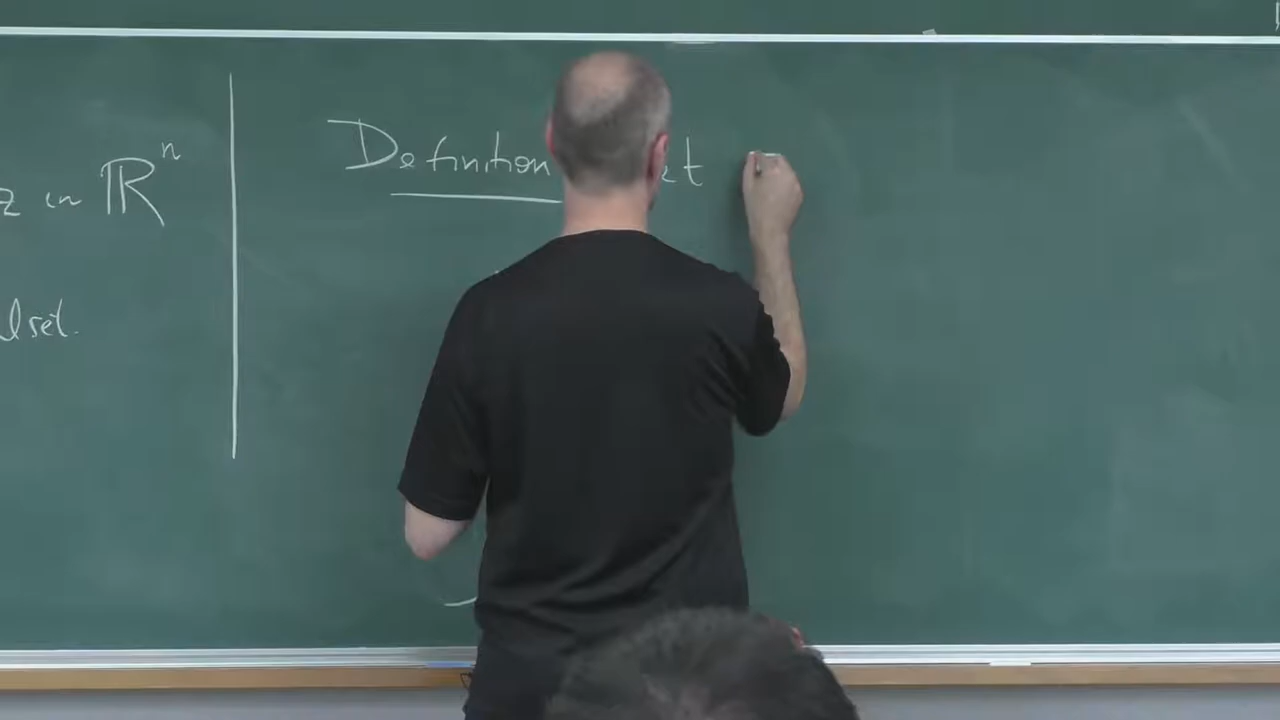 z in ℝⁿ
set.
Definition